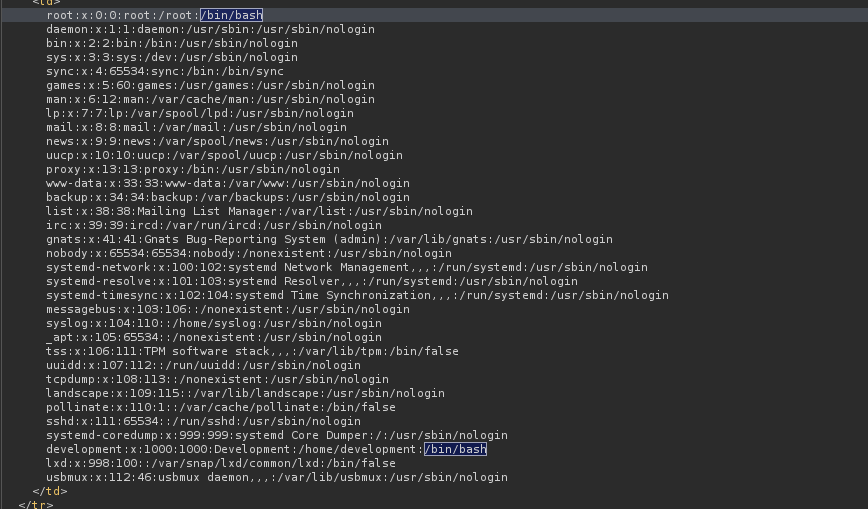 <td>
root:x:0:0:root:/root:/bin/bash
daemon:x:1:1:daemon:/usr/sbin:/usr/sbin/nologin
bin:x:2:2:bin:/bin:/usr/sbin/nologin
sys:x:3:3:sys:/dev:/usr/sbin/nologin
sync:x:4:65534:sync:/bin:/bin/sync
games:x:5:60:games:/usr/games:/usr/sbin/nologin
man:x:6:12:man:/var/cache/man:/usr/sbin/nologin
lp:x:7:7:lp:/var/spool/lpd:/usr/sbin/nologin
mail:x:8:8:mail:/var/mail:/usr/sbin/nologin
news:x:9:9:news:/var/spool/news:/usr/sbin/nologin
uucp:x:10:10:uucp:/var/spool/uucp:/usr/sbin/nologin
proxy:x:13:13:proxy:/bin:/usr/sbin/nologin
www-data:x:33:33:www-data:/var/www:/usr/sbin/nologin
backup:x:34:34:backup:/var/backups:/usr/sbin/nologin
list:x:38:38:Mailing List Manager:/var/list:/usr/sbin/nologin
irc:x:39:39:ircd:/var/run/ircd:/usr/sbin/nologin
gnats:x:41:41:Gnats Bug-Reporting System (admin):/var/lib/gnats:/usr/sbin/nologin
nobody:x:65534:65534:nobody:/nonexistent:/usr/sbin/nologin
systemd-network:x:100:102:systemd Network Management,,,:/run/systemd:/usr/sbin/nologin
systemd-resolve:x:101:103:systemd Resolver,,,:/run/systemd:/usr/sbin/nologin
systemd-timesync:x:102:104:systemd Time Synchronization,,,:/run/systemd:/usr/sbin/nologin
messagebus:x:103:106::/nonexistent:/usr/sbin/nologin
syslog:x:104:110::/home/syslog:/usr/sbin/nologin
_apt:x:105:65534::/nonexistent:/usr/sbin/nologin
tss:x:106:111:TPM software stack,,,:/var/lib/tpm:/bin/false
uuidd:x:107:112::/run/uuidd:/usr/sbin/nologin
tcpdump:x:108:113::/nonexistent:/usr/sbin/nologin
landscape:x:109:115::/var/lib/landscape:/usr/sbin/nologin
pollinate:x:110:1::/var/cache/pollinate:/bin/false
sshd:x:111:65534::/run/sshd:/usr/sbin/nologin
systemd-coredump:x:999:999:systemd Core Dumper:/:/usr/sbin/nologin
development:x:1000:1000:Development:/home/development:/bin/bash
lxd:x:998:100::/var/snap/lxd/common/lxd:/bin/false
usbmux:x:112:46:usbmux daemon,,,:/var/lib/usbmux:/usr/sbin/nologin
</td>
</tr>